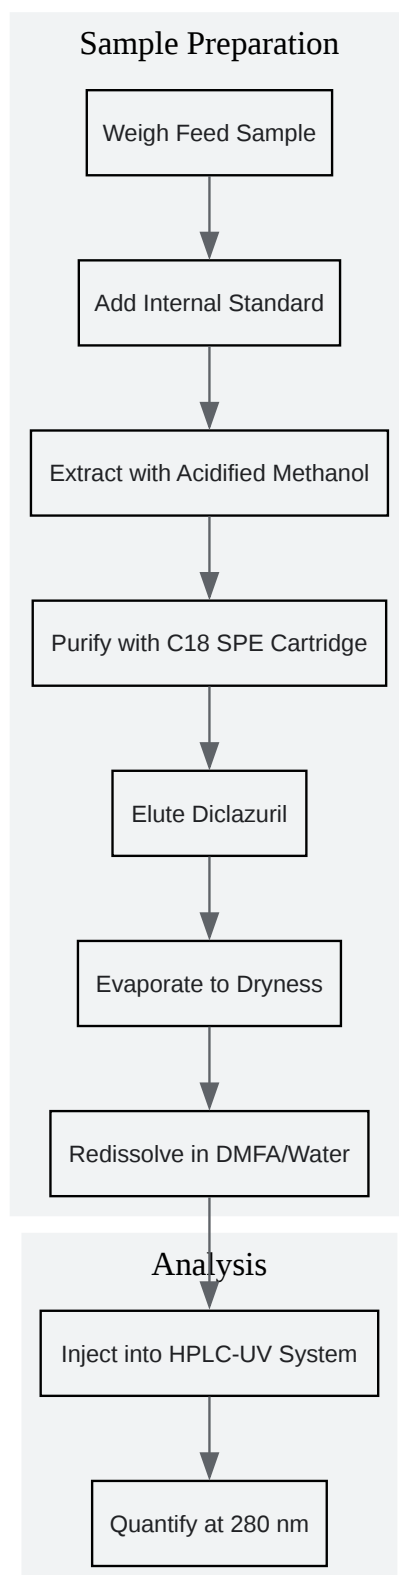 Sample Preparation
Weigh Feed Sample
Add Internal Standard
Extract with Acidified Methanol
Purify with C18 SPE Cartridge
Elute Diclazuril
Evaporate to Dryness
Redissolve in DMFA/Water
Analysis
Inject into HPLC-UV System
Quantify at 280 nm